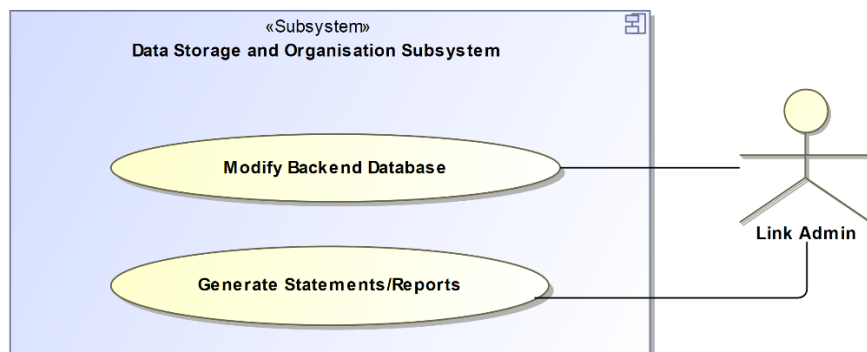 «Subsystem»
Data Storage and Organisation Subsystem
Modify Backend Database
Link Admin
Generate Statements/Reports